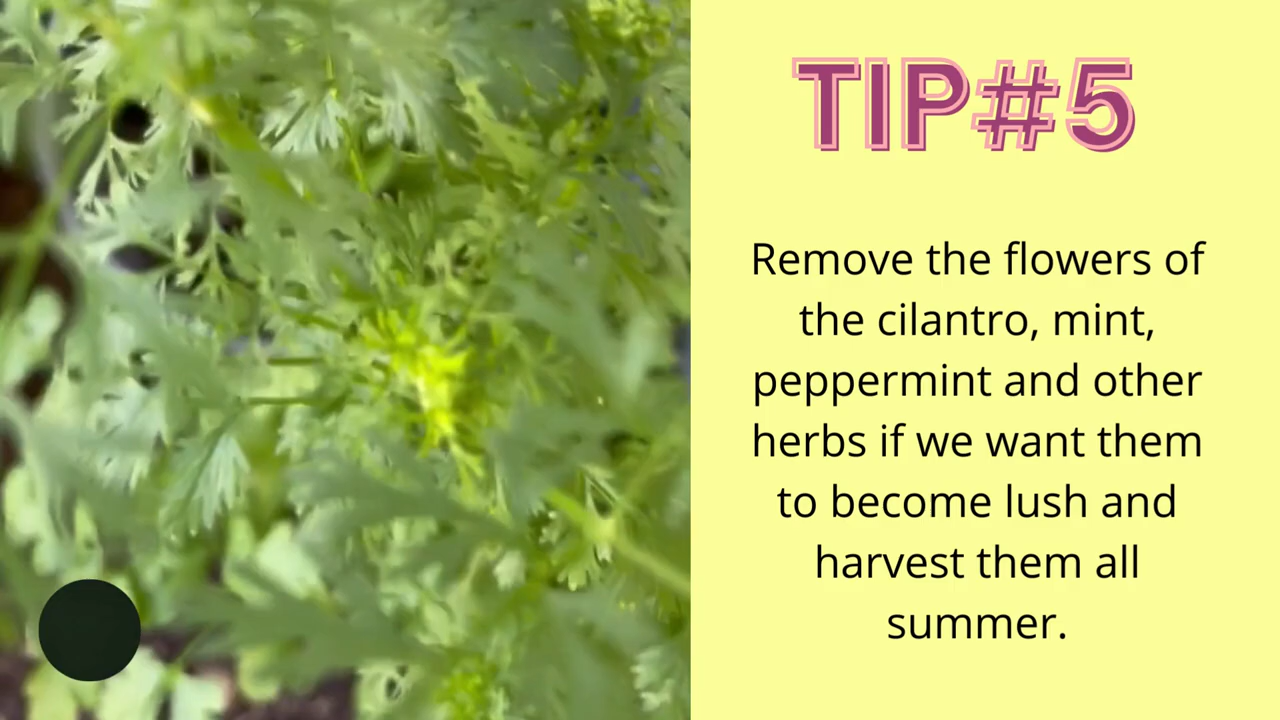 TIP#5
Remove the flowers of
the cilantro, mint,
peppermint and other
herbs if we want them
to become lush and
harvest them all
summer.